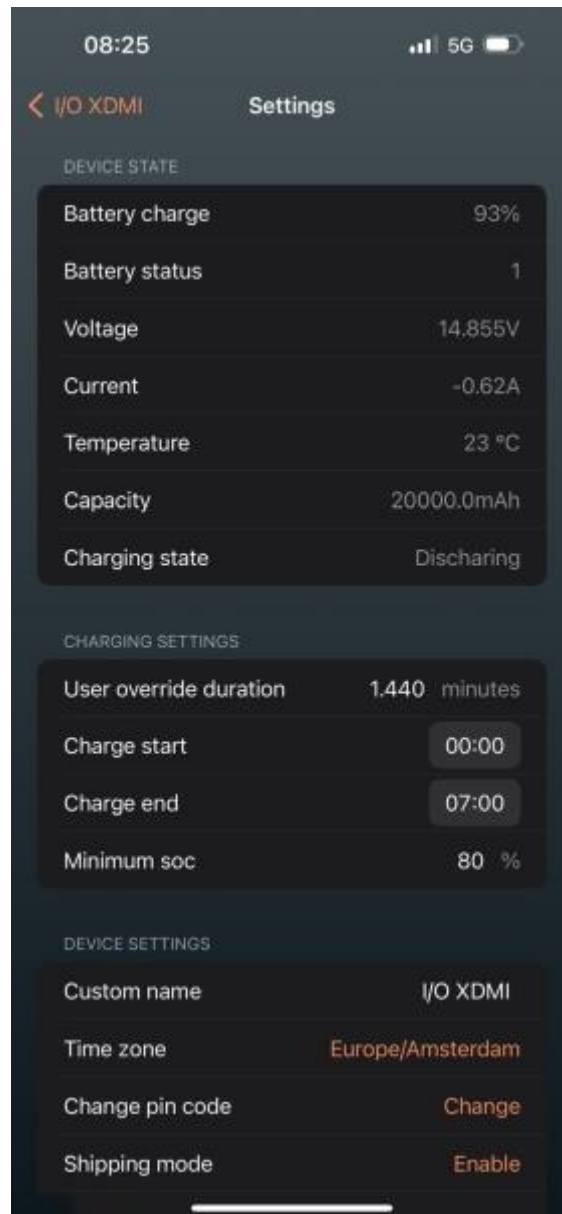 08:25 5G
I/O XDMI Settings
DEVICE STATE
Battery charge 93%
Battery status 1
Voltage 14.855V
Current -0.62A
Temperature 23 °C
Capacity 20000.0mAh
Charging state Discharing
CHARGING SETTINGS
User override duration 1.440 minutes
Charge start 00:00
Charge end 07:00
Minimum soc 80 %
DEVICE SETTINGS
Custom name I/O XDMI
Time zone Europe/Amsterdam
Change pin code Change
Shipping mode Enable